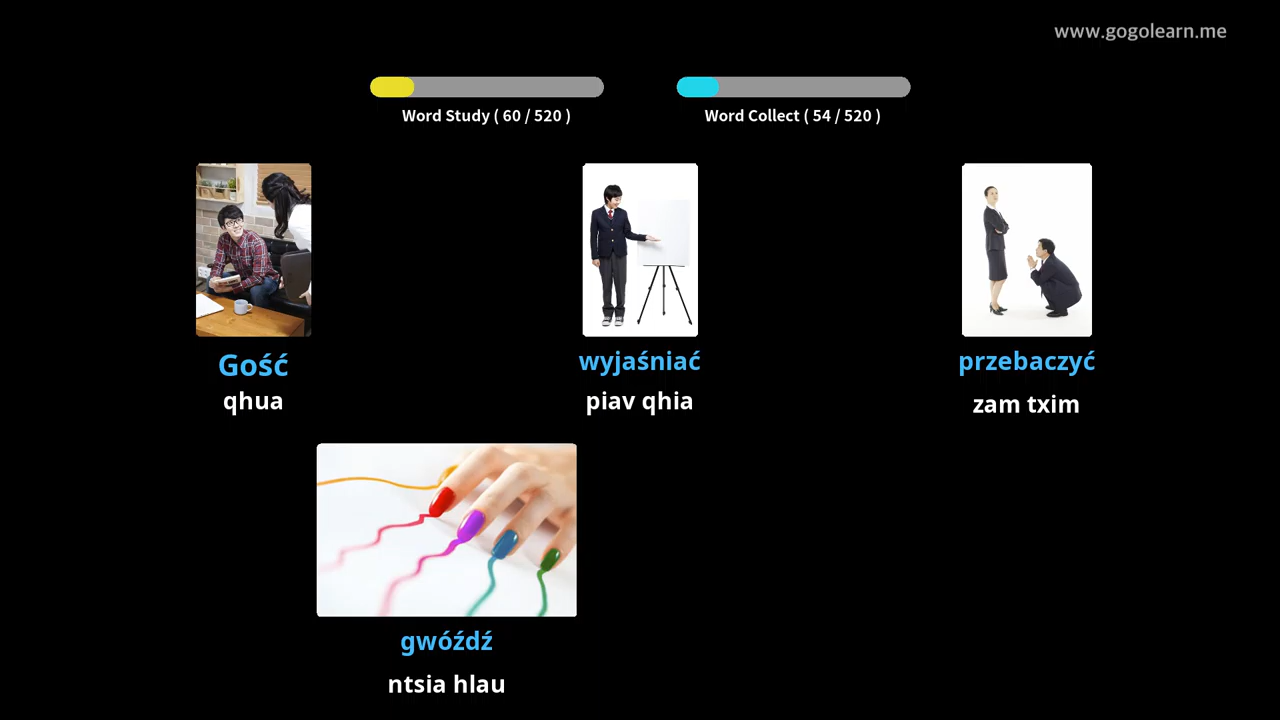 www.gogolearn.me
Word Study ( 60 / 520 )
Word Collect ( 54 / 520 )
Gość
wyjaśniać
przebaczyć
qhua
piav qhia
zam txim
gwóźdź
ntsia hlau